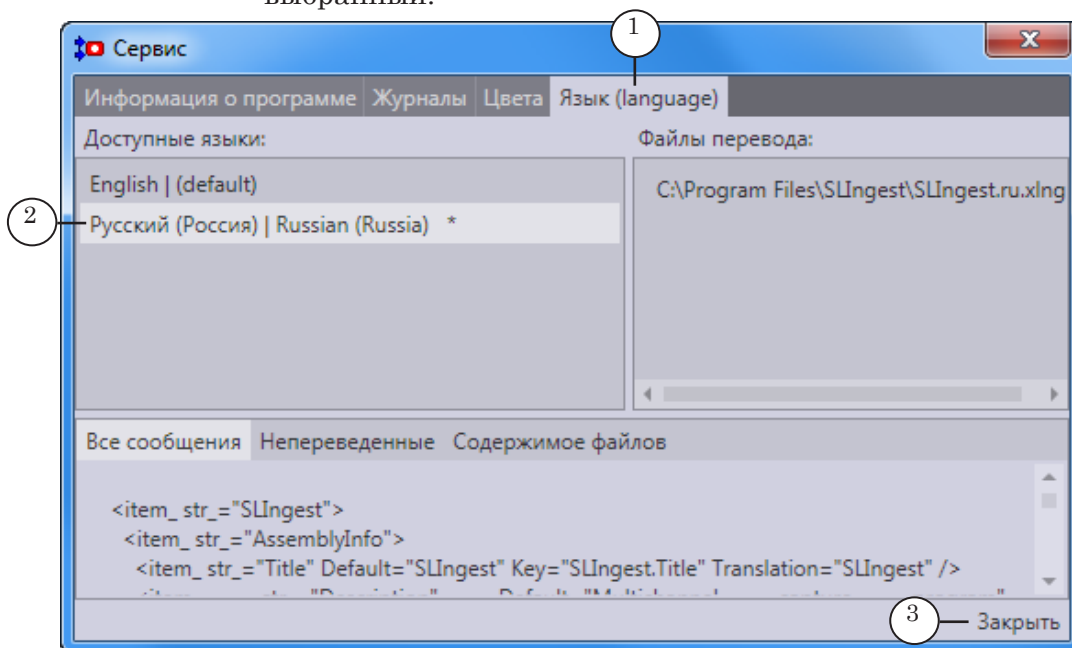 выбранный.
1
Сервис
Информация о программе Журналы Цвета Язык (language)
Доступные языки: Файлы перевода:
English | (default)
C:\Program Files\SLIngest\SLIngest.ru.xlng
2
Русский (Россия) | Russian (Russia) *
Все сообщения Непереведенные Содержимое файлов
<item_ str_="SLIngest">
<item_ str_="AssemblyInfo">
<item_ str_="Title" Default="SLIngest" Key="SLIngest.Title" Translation="SLIngest" />
3
Закрыть